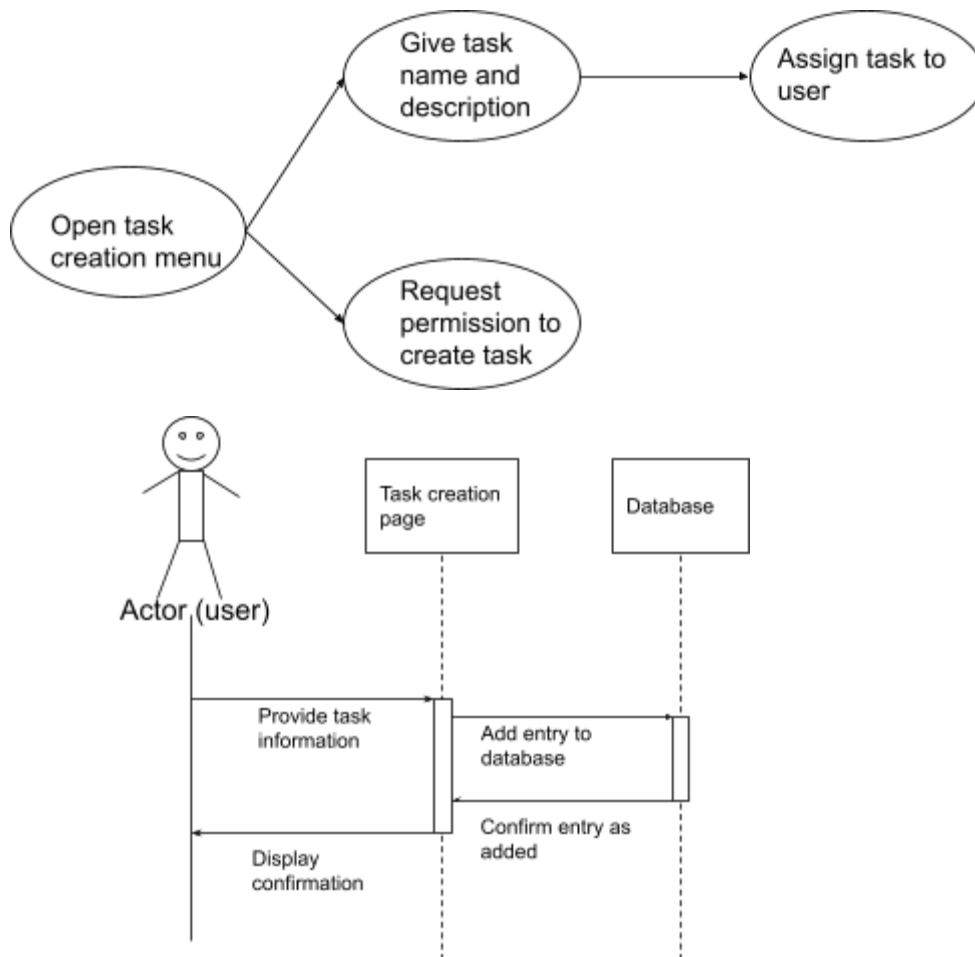 Give task
name and
description
Assign task to
user
Open task
creation menu
Request
permission to
create task
Actor (user)
Task creation
page
Database
Provide task
information
Add entry to
database
Confirm entry as
added
Display
confirmation